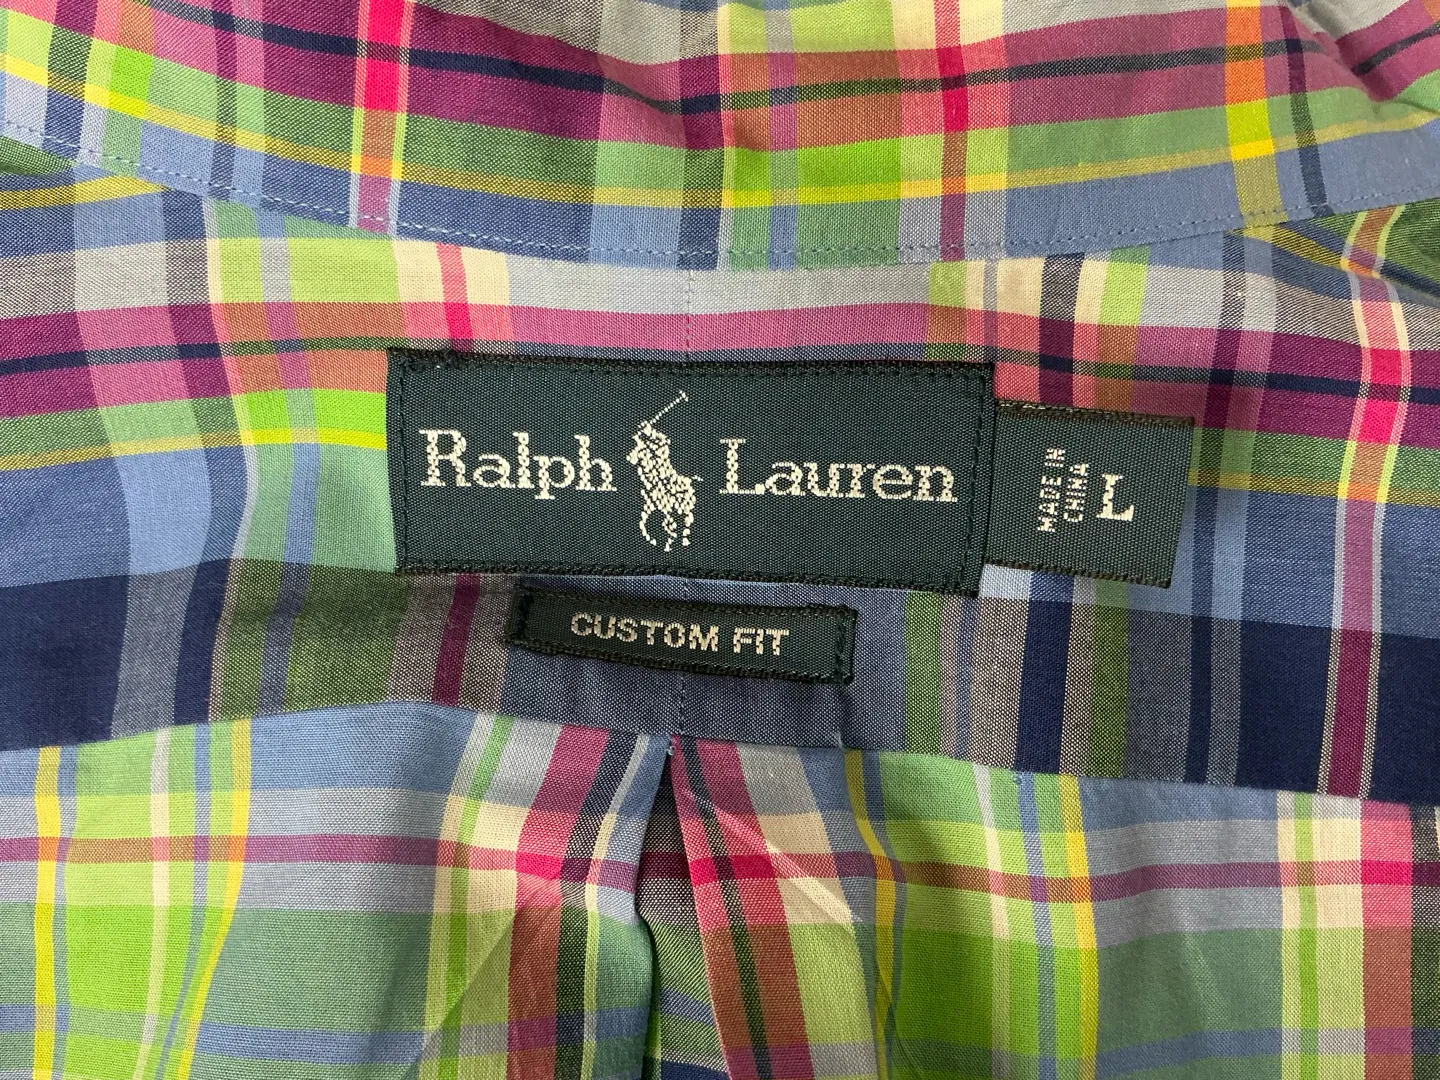 Ralph Lauren
MADE IN
CHINA
L
CUSTOM FIT